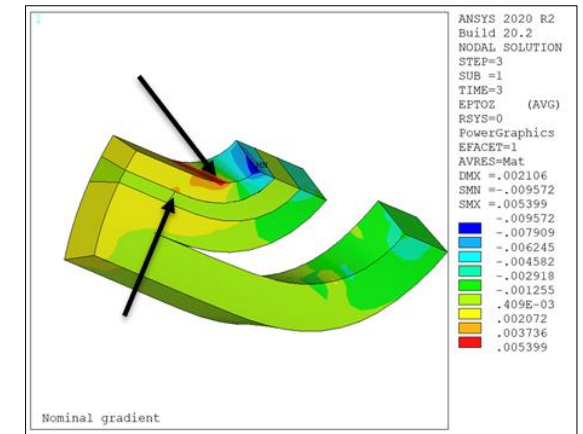 1
ANSYS 2020 R2
Build 20.2
NODAL SOLUTION
STEP=3
SUB =1
TIME=3
EPTOZ (AVG)
RSYS=0
PowerGraphics
EFACET=1
AVRES=Mat
DMX =.002106
SMN =-.009572
SMX =.005399
-.009572
-.007909
-.006245
-.004582
-.002918
-.001255
.409E-03
.002072
.003736
.005399
MN
Nominal gradient